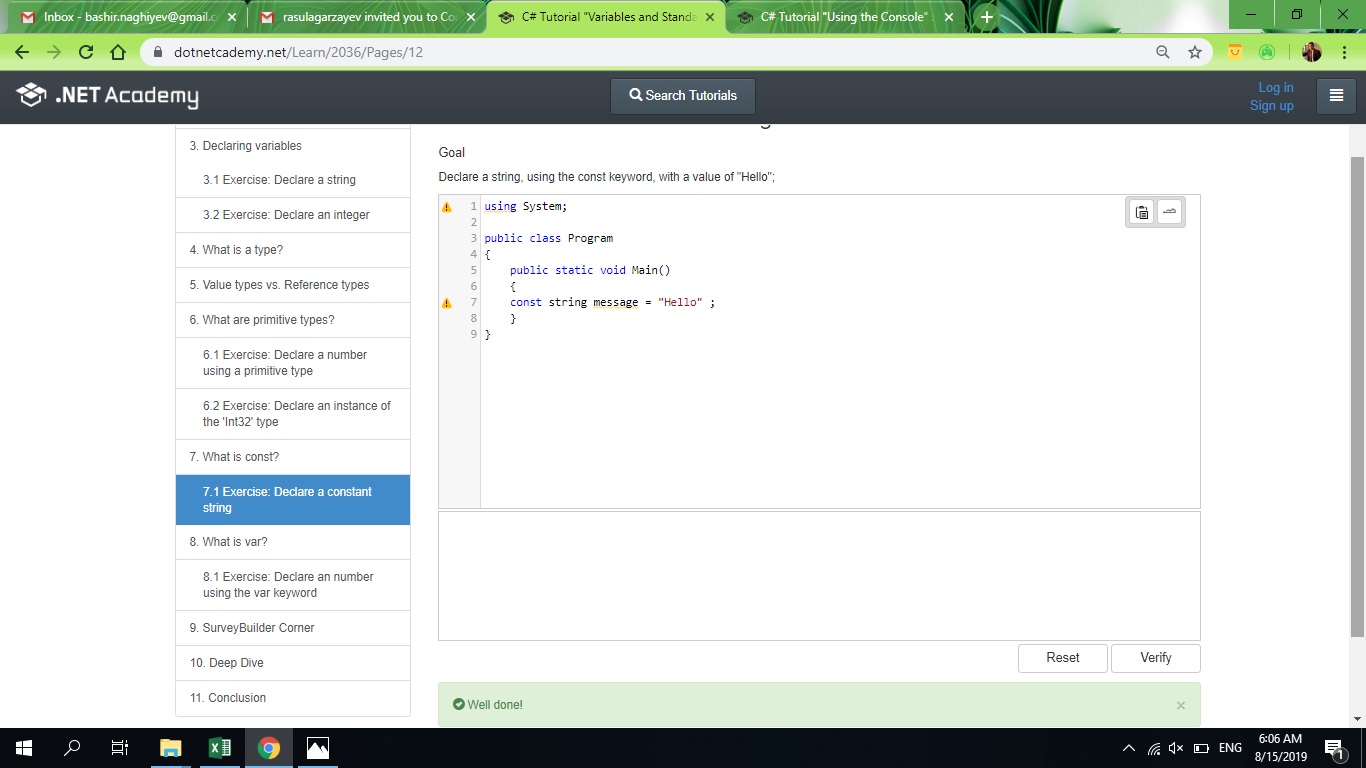 Inbox - bashir.naghiyev@gmail.c
rasulagarzayev invited you to Co
C# Tutorial "Variables and Standa
C# Tutorial "Using the Console"
dotnetcademy.net/Learn/2036/Pages/12
.NET Academy
Search Tutorials
Log in
Sign up
3. Declaring variables
3.1 Exercise: Declare a string
3.2 Exercise: Declare an integer
4. What is a type?
5. Value types vs. Reference types
6. What are primitive types?
6.1 Exercise: Declare a number
using a primitive type
6.2 Exercise: Declare an instance of
the 'Int32' type
7. What is const?
7.1 Exercise: Declare a constant
string
8. What is var?
8.1 Exercise: Declare an number
using the var keyword
9. SurveyBuilder Corner
10. Deep Dive
11. Conclusion
Goal
Declare a string, using the const keyword, with a value of "Hello";
1 using System;
2
3 public class Program
4 {
5 public static void Main()
6 {
7 const string message = "Hello" ;
8 }
9 }
Reset
Verify
Well done!
ENG
6:06 AM
8/15/2019
1